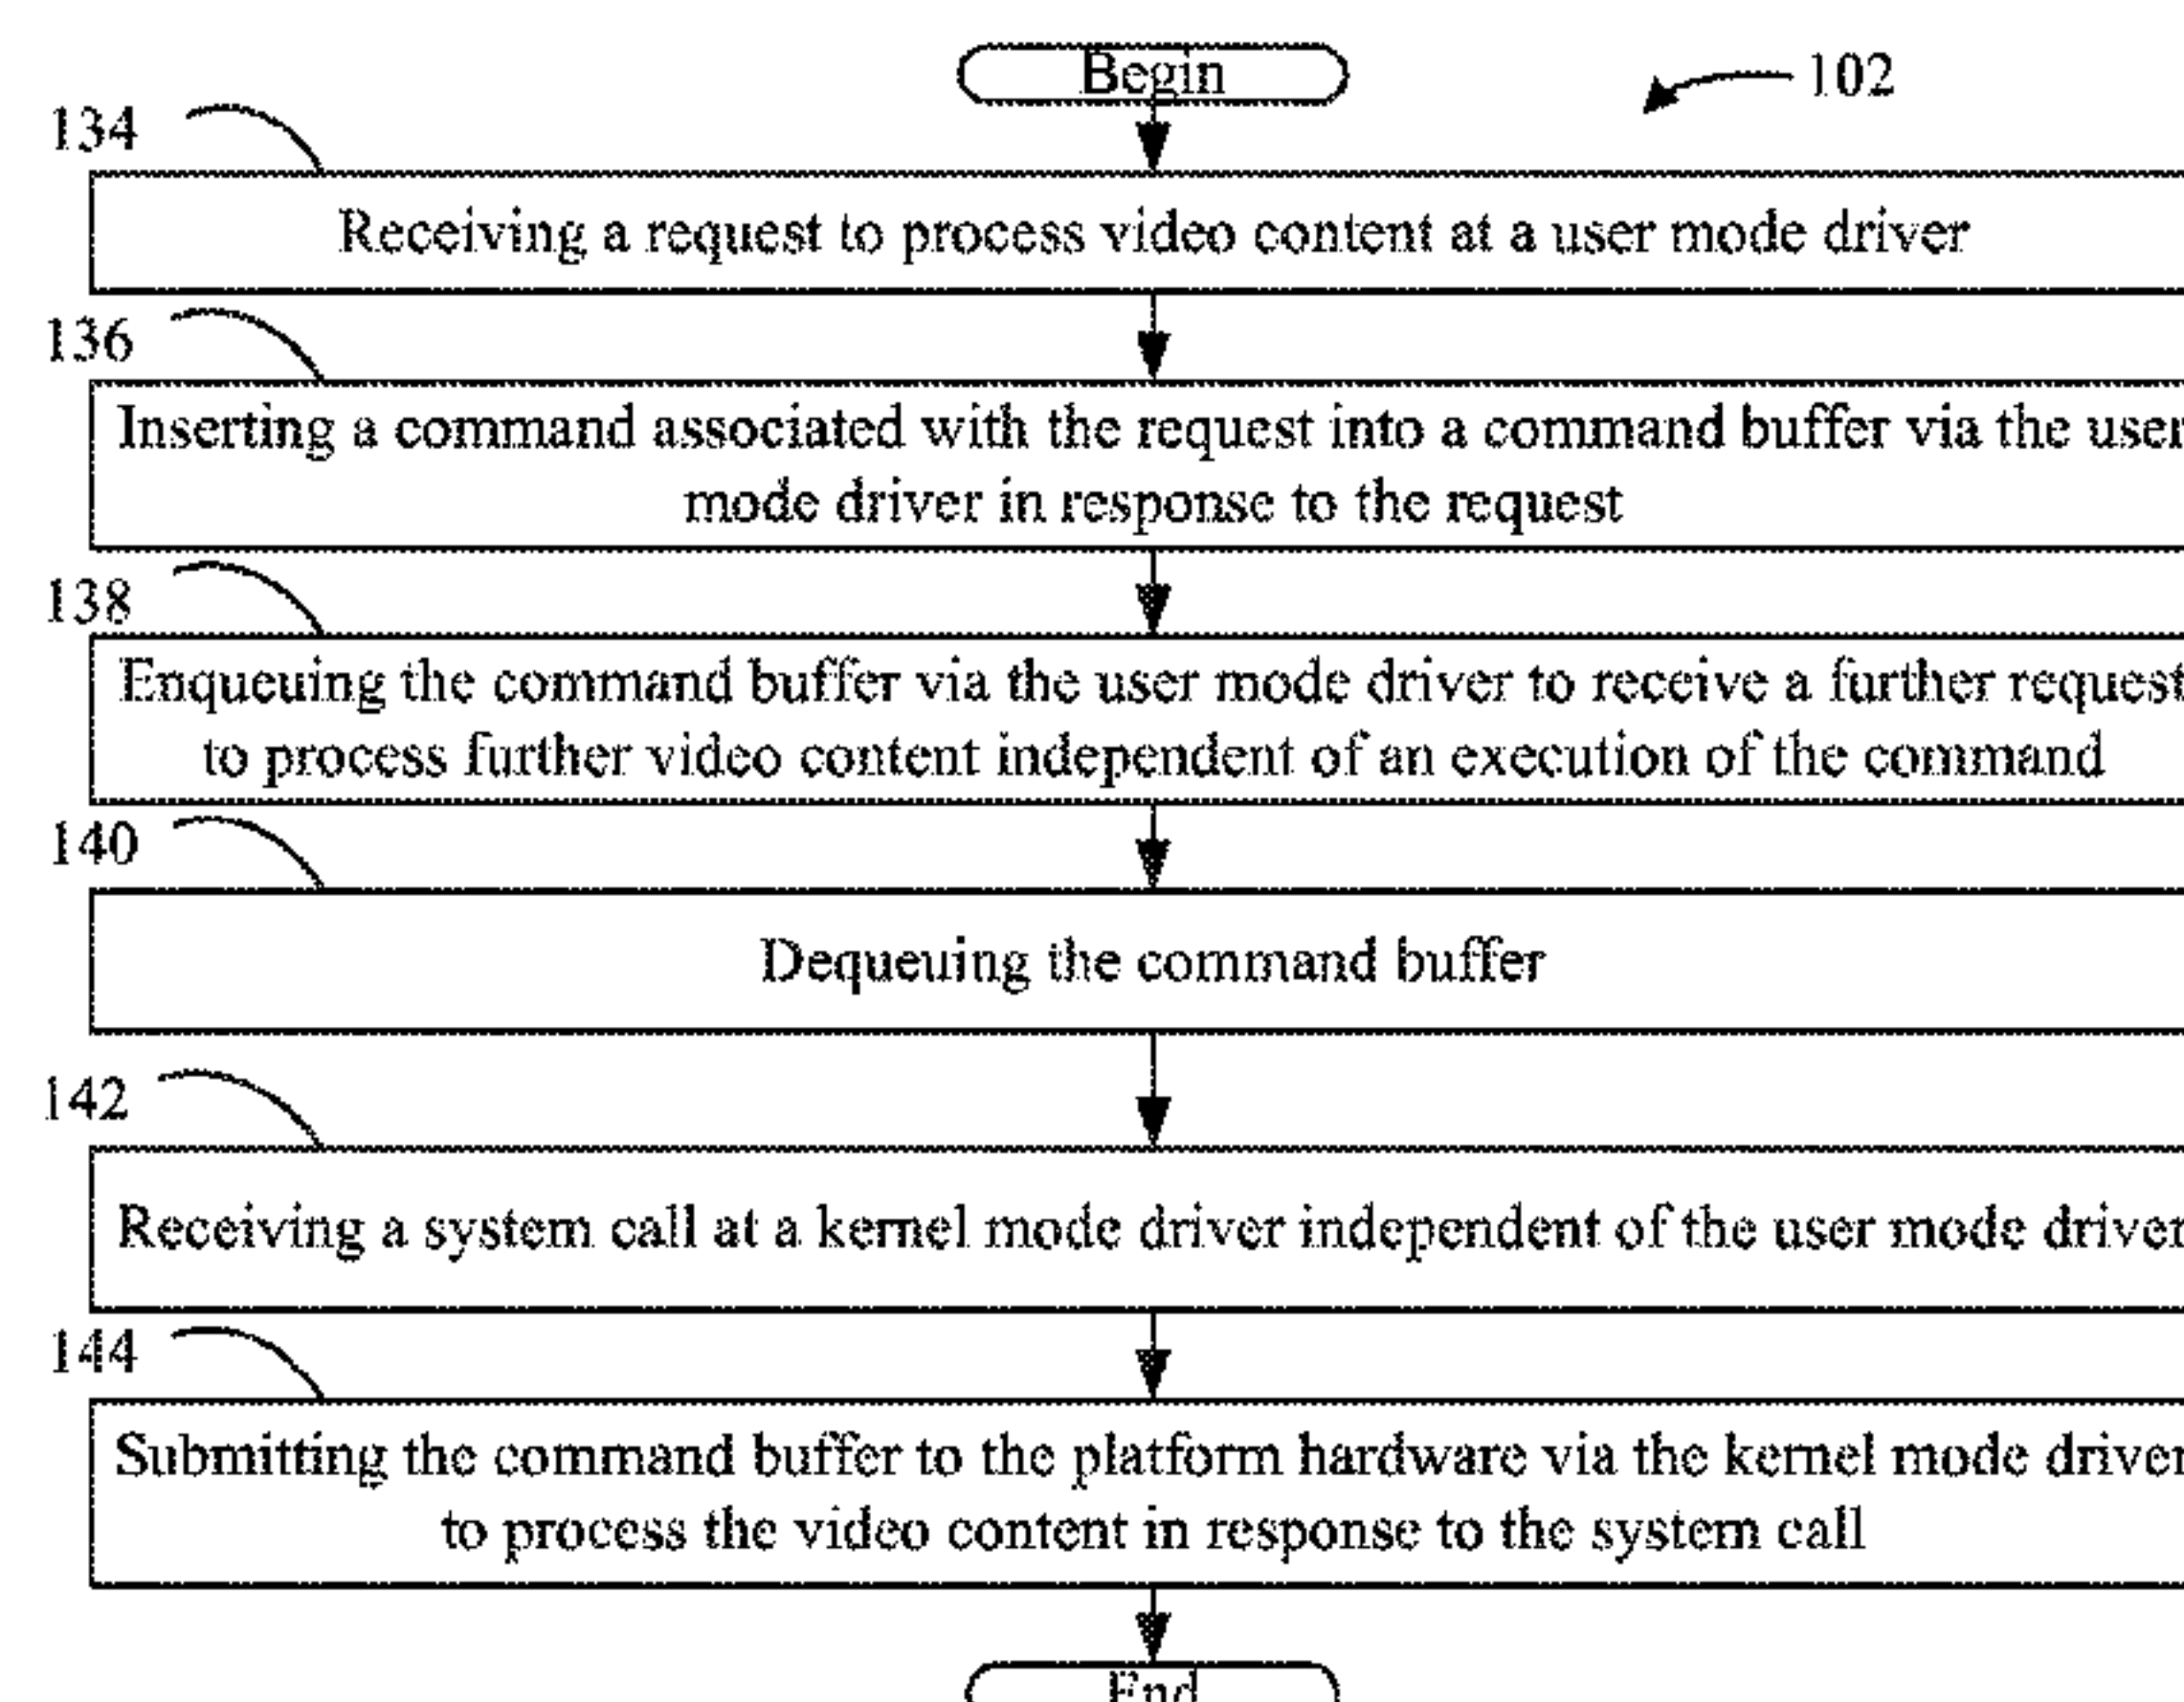 Begin
102
134
Receiving a request to process video content at a user mode driver
136
Inserting a command associated with the request into a command buffer via the user
mode driver in response to the request
138
Enqueuing the command buffer via the user mode driver to receive a further request
to process further video content independent of an execution of the command
140
Dequeuing the command buffer
142
Receiving a system call at a kernel mode driver independent of the user mode driver
144
Submitting the command buffer to the platform hardware via the kernel mode driver
to process the video content in response to the system call
End